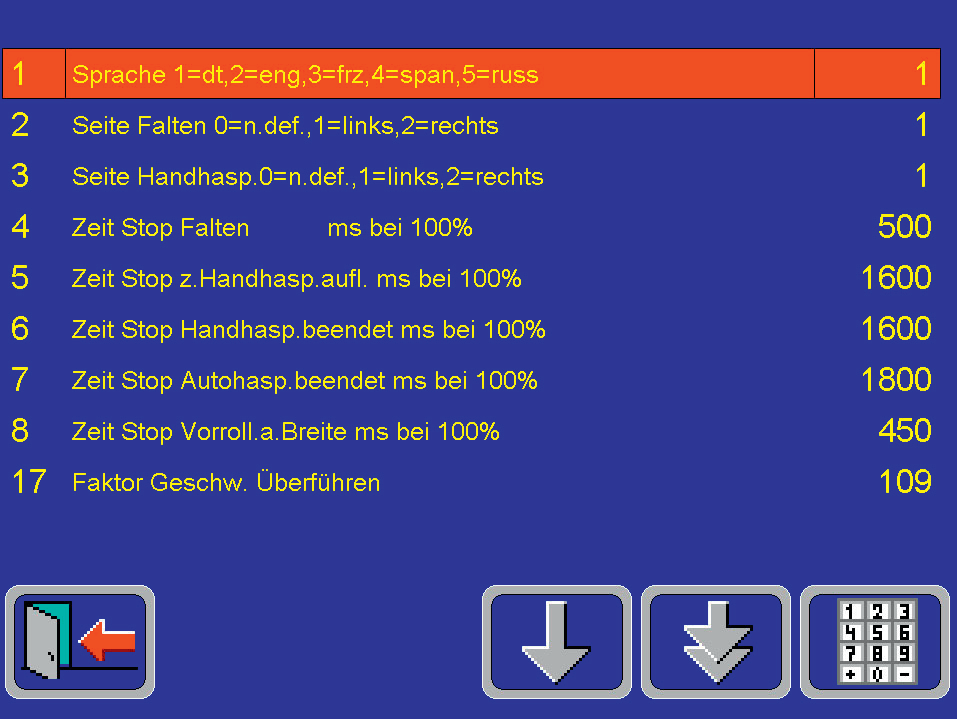 1 Sprache 1=dt,2=eng,3=frz,4=span,5=russ 1
2 Seite Falten 0=n.def.,1=links,2=rechts 1
3 Seite Handhasp.0=n.def.,1=links,2=rechts 1
4 Zeit Stop Falten ms bei 100% 500
5 Zeit Stop z.Handhasp.aufl. ms bei 100% 1600
6 Zeit Stop Handhasp.beendet ms bei 100% 1600
7 Zeit Stop Autohasp.beendet ms bei 100% 1800
8 Zeit Stop Vorroll.a.Breite ms bei 100% 450
17 Faktor Geschw. Überführen 109
1 2 3
4 5 6
7 8 9
+ 0 -